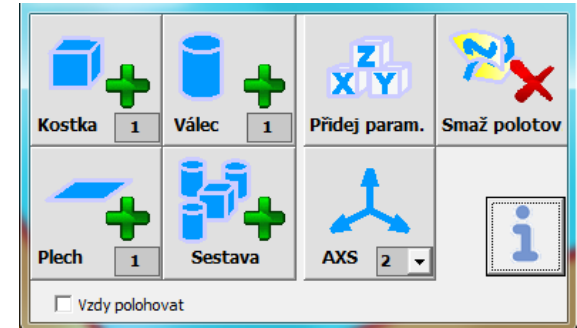 Z
X Y
Kostka 1 Válec 1 Přidej param. Smaž polotov
Plech 1 Sestava AXS 2
Vzdy polohovat